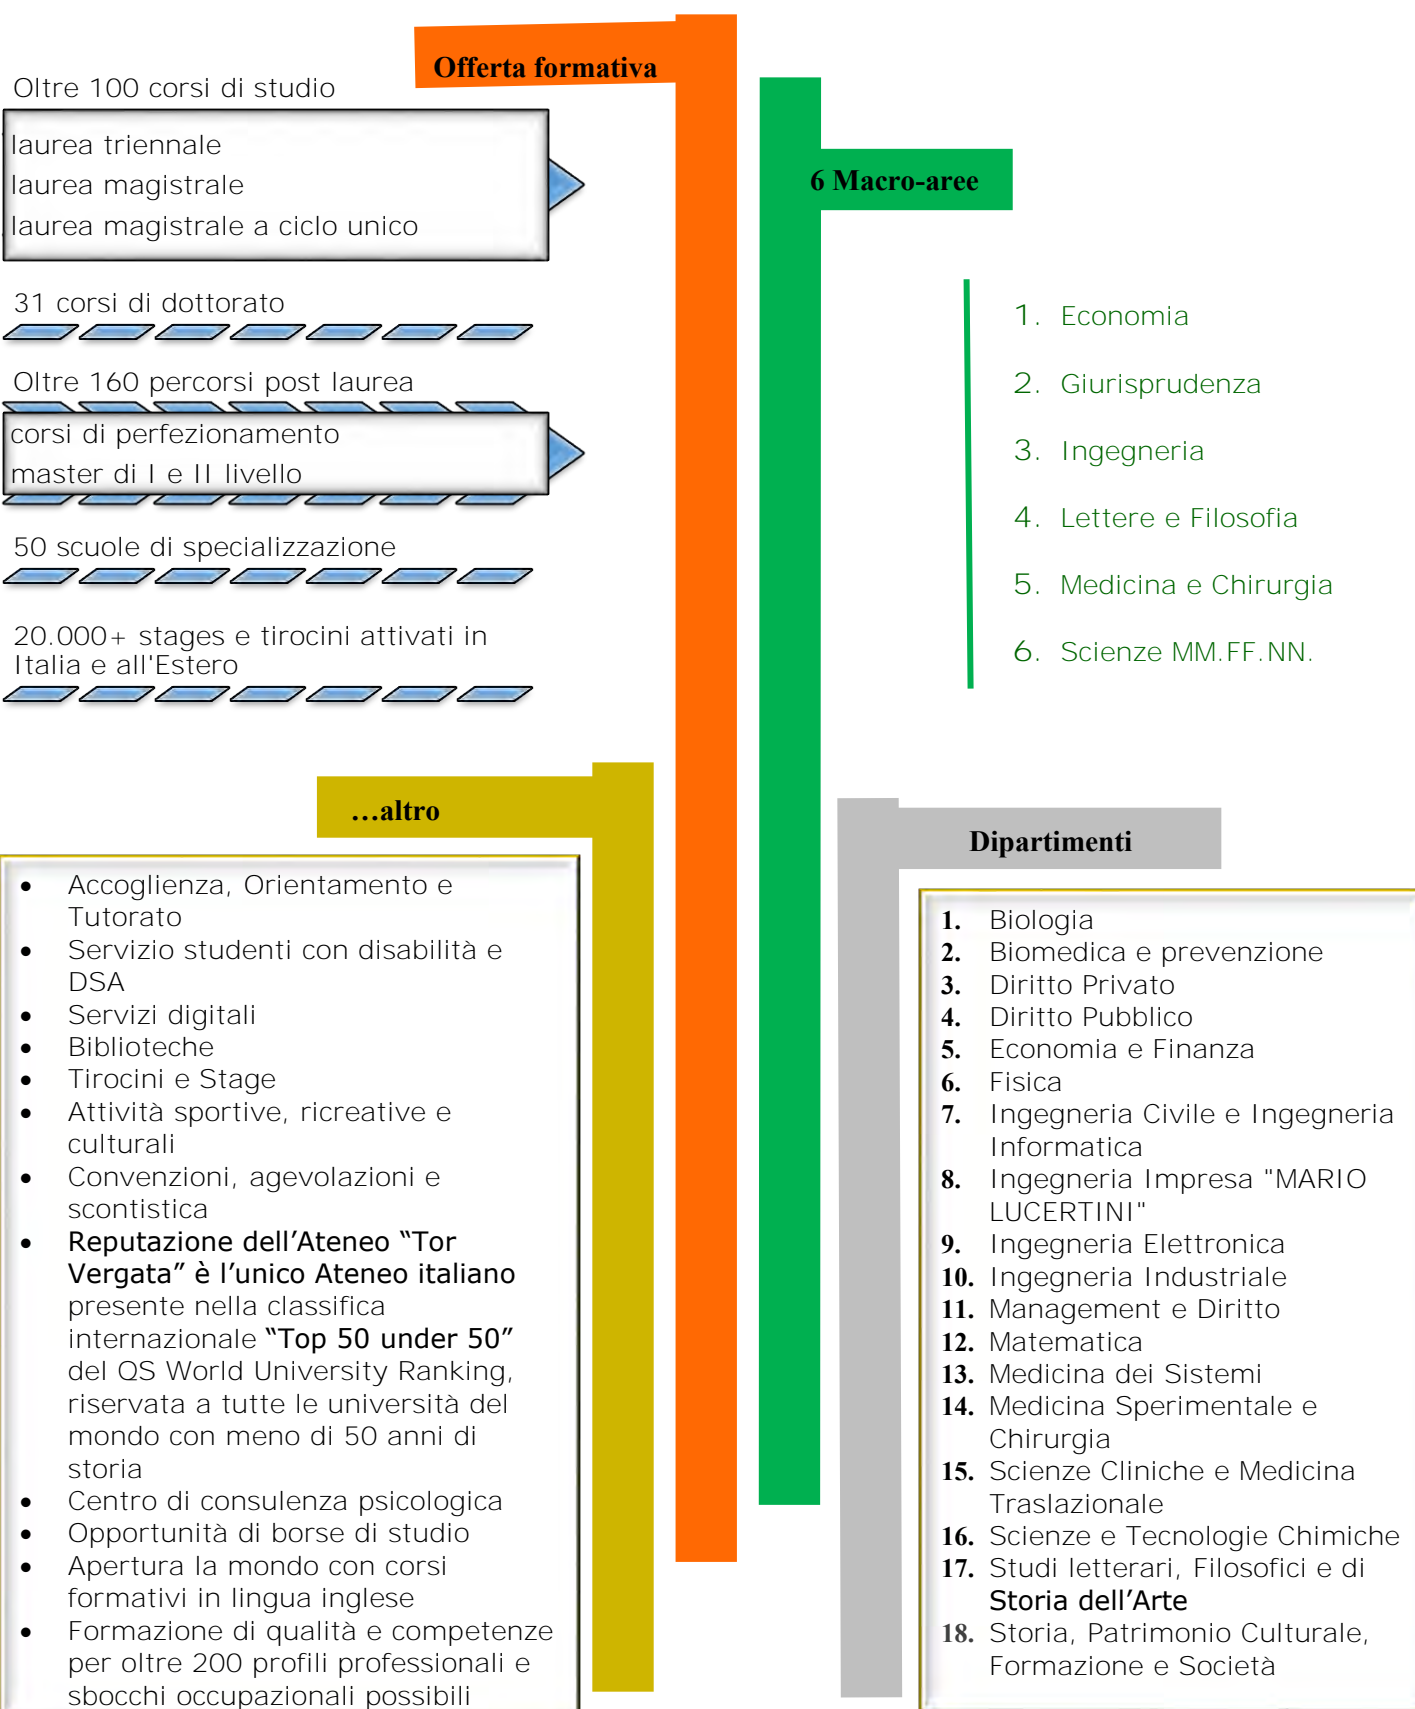 Offerta formativa
Oltre 100 corsi di studio
laurea triennale
laurea magistrale
laurea magistrale a ciclo unico
31 corsi di dottorato
Oltre 160 percorsi post laurea
corsi di perfezionamento
master di I e II livello
50 scuole di specializzazione
20.000+ stages e tirocini attivati in
Italia e all'Estero
6 Macro-aree
1. Economia
2. Giurisprudenza
3. Ingegneria
4. Lettere e Filosofia
5. Medicina e Chirurgia
6. Scienze MM.FF.NN.
…altro
• Accoglienza, Orientamento e
Tutorato
• Servizio studenti con disabilità e
DSA
• Servizi digitali
• Biblioteche
• Tirocini e Stage
• Attività sportive, ricreative e
culturali
• Convenzioni, agevolazioni e
scontistica
• Reputazione dell’Ateneo “Tor
Vergata” è l’unico Ateneo italiano
presente nella classifica
internazionale “Top 50 under 50”
del QS World University Ranking,
riservata a tutte le università del
mondo con meno di 50 anni di
storia
• Centro di consulenza psicologica
• Opportunità di borse di studio
• Apertura la mondo con corsi
formativi in lingua inglese
• Formazione di qualità e competenze
per oltre 200 profili professionali e
sbocchi occupazionali possibili
Dipartimenti
1. Biologia
2. Biomedica e prevenzione
3. Diritto Privato
4. Diritto Pubblico
5. Economia e Finanza
6. Fisica
7. Ingegneria Civile e Ingegneria
Informatica
8. Ingegneria Impresa "MARIO
LUCERTINI"
9. Ingegneria Elettronica
10. Ingegneria Industriale
11. Management e Diritto
12. Matematica
13. Medicina dei Sistemi
14. Medicina Sperimentale e
Chirurgia
15. Scienze Cliniche e Medicina
Traslazionale
16. Scienze e Tecnologie Chimiche
17. Studi letterari, Filosofici e di
Storia dell’Arte
18. Storia, Patrimonio Culturale,
Formazione e Società